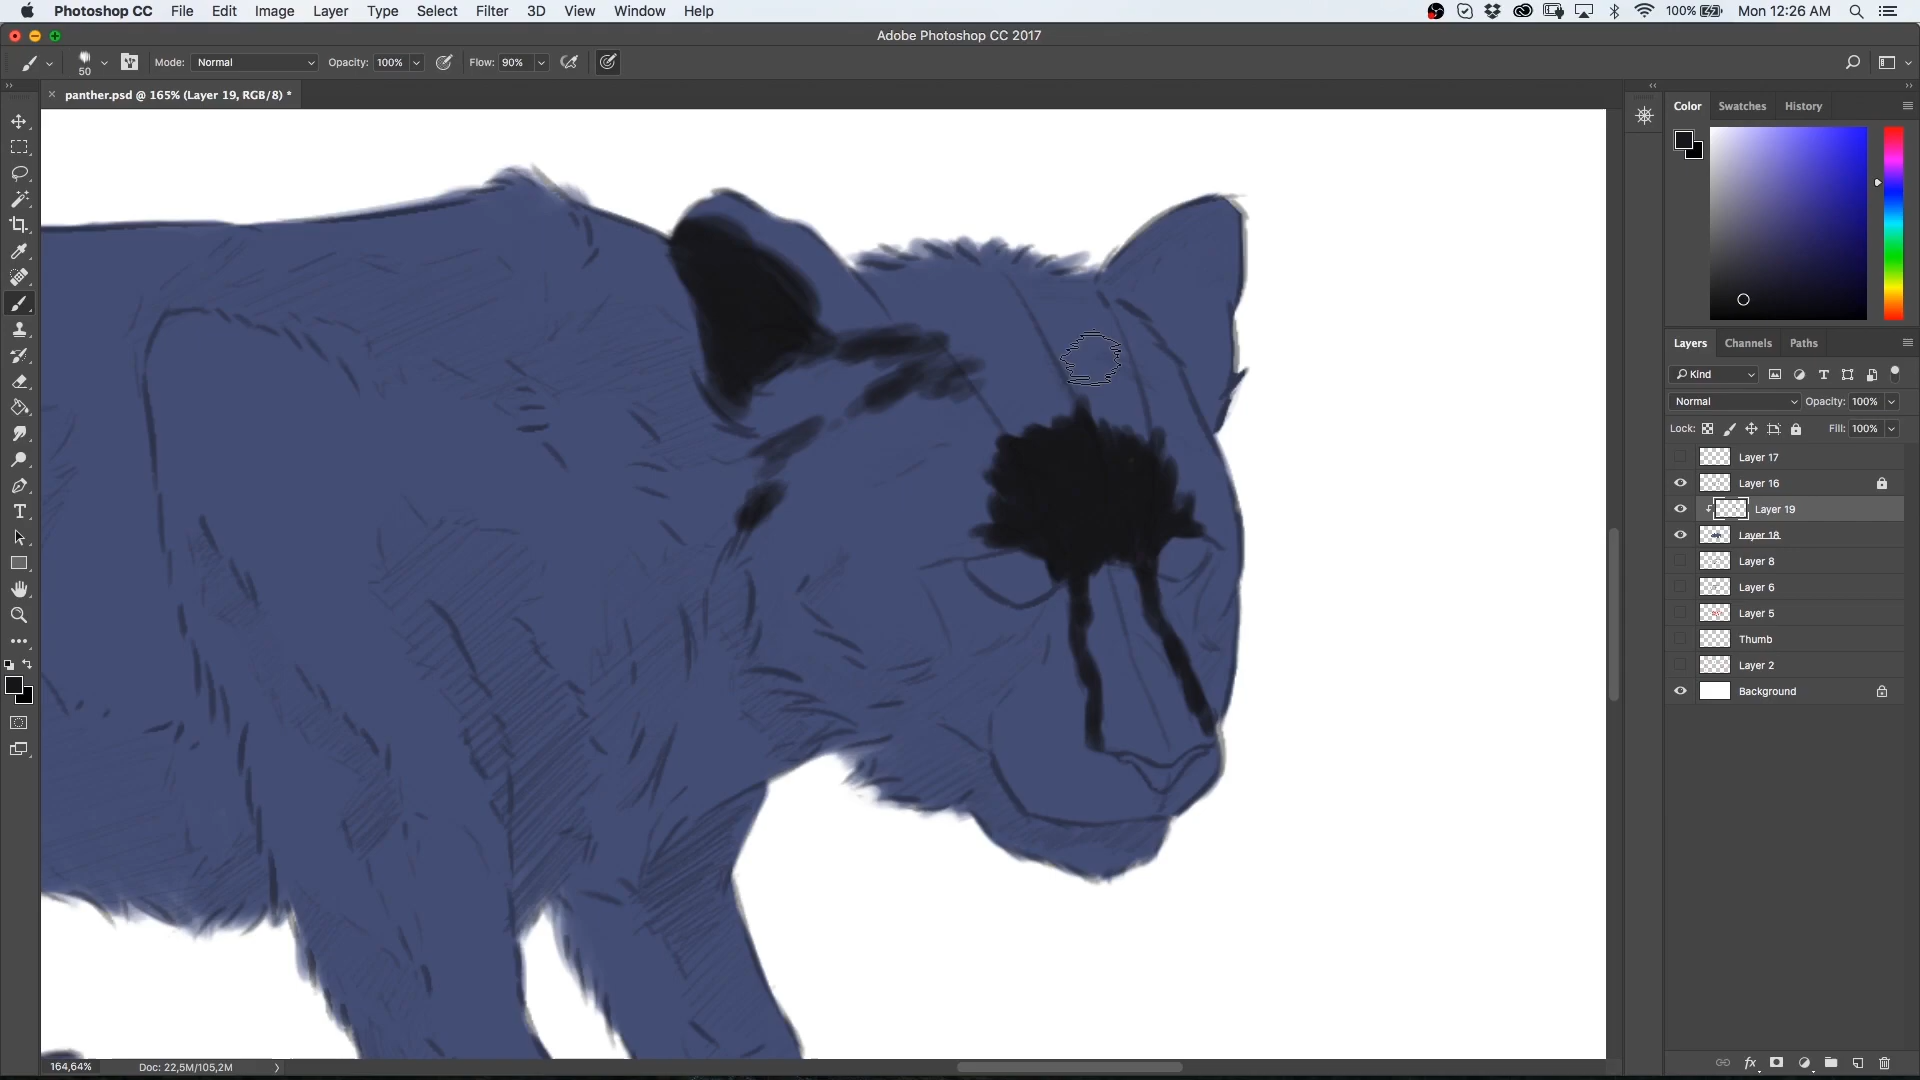 Photoshop CC File Edit Image Layer Type Select Filter 3D View Window Help 100% Mon 12:26 AM
Adobe Photoshop CC 2017
50 Mode: Normal Opacity: 100% Flow: 90%
panther.psd @ 165% (Layer 19, RGB/8) *
Color Swatches History
Layers Channels Paths
Kind
Normal Opacity: 100%
Lock: Fill: 100%
Layer 17
Layer 16
Layer 19
Layer 18
Layer 8
Layer 6
Layer 5
Thumb
Layer 2
Background
164,64% Doc: 22,5M/105,2M